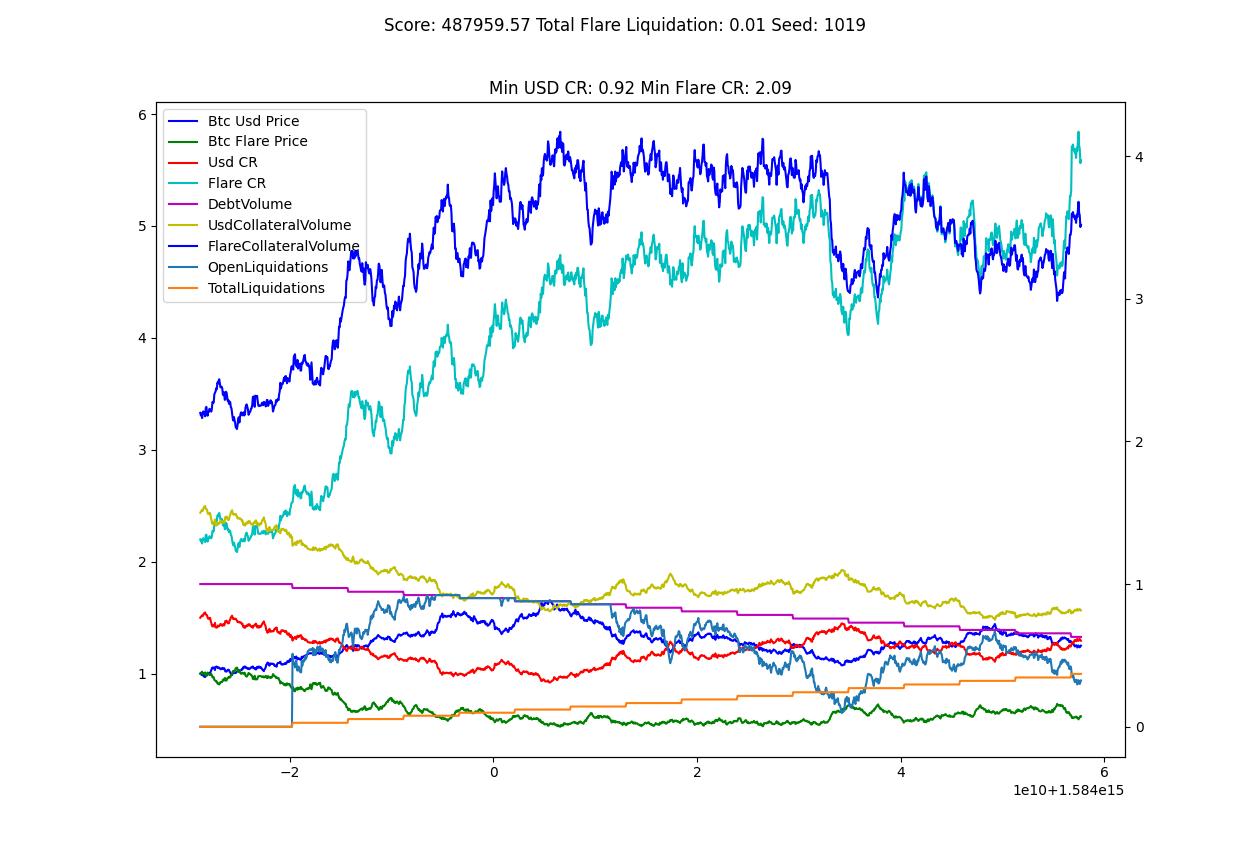 Score: 487959.57 Total Flare Liquidation: 0.01 Seed: 1019
Min USD CR: 0.92 Min Flare CR: 2.09
Btc Usd Price
Btc Flare Price
Usd CR
Flare CR
DebtVolume
UsdCollateralVolume
FlareCollateralVolume
OpenLiquidations
TotalLiquidations
6
5
4
3
2
1
4
3
2
1
0
−2
0
2
4
6
1e10+1.584e15